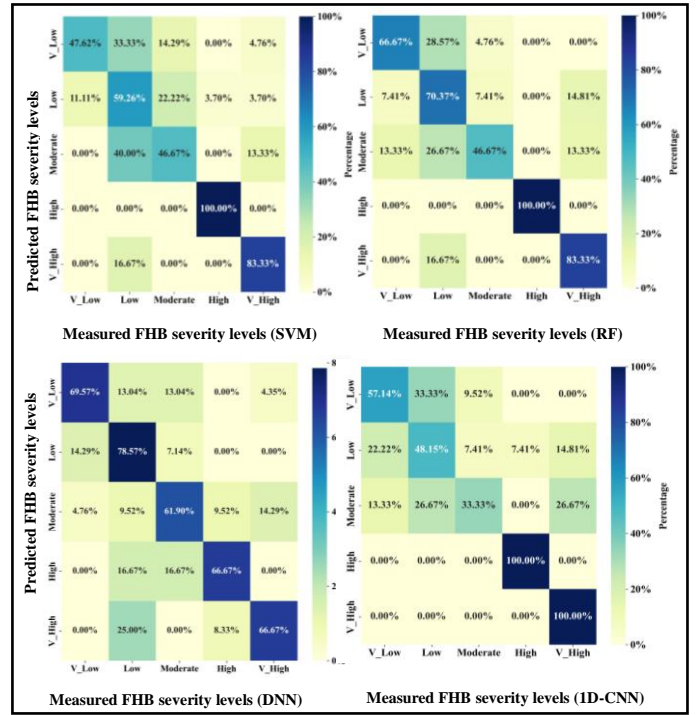 Predicted FHB severity levels
V_Low
Low
Moderate
High
V_High
47.62% 33.33% 14.29% 0.00% 4.76%
11.11% 59.26% 22.22% 3.70% 3.70%
0.00% 40.00% 46.67% 0.00% 13.33%
0.00% 0.00% 0.00% 100.00% 0.00%
0.00% 16.67% 0.00% 0.00% 83.33%
V_Low Low Moderate High V_High
100%
80%
60%
40%
20%
0%
Percentage
Measured FHB severity levels (SVM)
V_Low
Low
Moderate
High
V_High
66.67% 28.57% 4.76% 0.00% 0.00%
7.41% 70.37% 7.41% 0.00% 14.81%
13.33% 26.67% 46.67% 0.00% 13.33%
0.00% 0.00% 0.00% 100.00% 0.00%
0.00% 16.67% 0.00% 0.00% 83.33%
V_Low Low Moderate High V_High
100%
80%
60%
40%
20%
0%
Percentage
Measured FHB severity levels (RF)
Predicted FHB severity levels
V_Low
Low
Moderate
High
V_High
69.57% 13.04% 13.04% 0.00% 4.35%
14.29% 78.57% 7.14% 0.00% 0.00%
4.76% 9.52% 61.90% 9.52% 14.29%
0.00% 16.67% 16.67% 66.67% 0.00%
0.00% 25.00% 0.00% 8.33% 66.67%
V_Low Low Moderate High V_High
8
6
4
2
0
Measured FHB severity levels (DNN)
V_Low
Low
Moderate
High
V_High
57.14% 33.33% 9.52% 0.00% 0.00%
22.22% 48.15% 7.41% 7.41% 14.81%
13.33% 26.67% 33.33% 0.00% 26.67%
0.00% 0.00% 0.00% 100.00% 0.00%
0.00% 0.00% 0.00% 0.00% 100.00%
V_Low Low Moderate High V_High
100%
80%
60%
40%
20%
0%
Percentage
Measured FHB severity levels (1D-CNN)